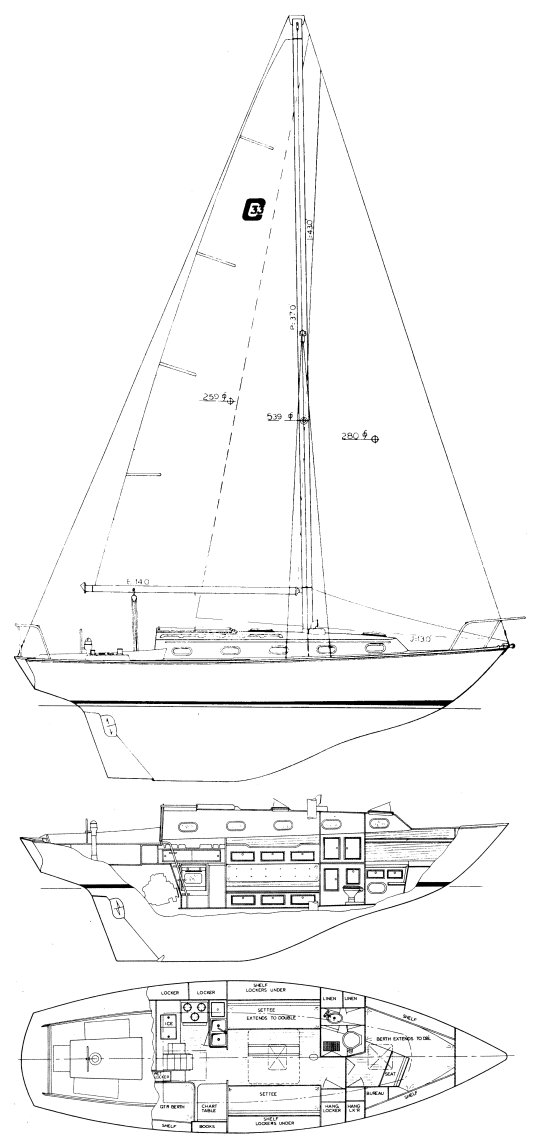 C33
I:43.0
P:37.0
259
539
280
E:14.0
J:13.0
LOCKER
LOCKER
SHELF
LOCKERS UNDER
LINEN
LINEN
SETTEE
EXTENDS TO DOUBLE
SHELF
ICE
BERTH EXTENDS TO DBL
SEAT
LOCKER
QTR BERTH
CHART
TABLE
SETTEE
HANG.
LOCKER
HANG
LK'R
BUREAU
SHELF
SHELF
BOOKS
SHELF
LOCKERS UNDER